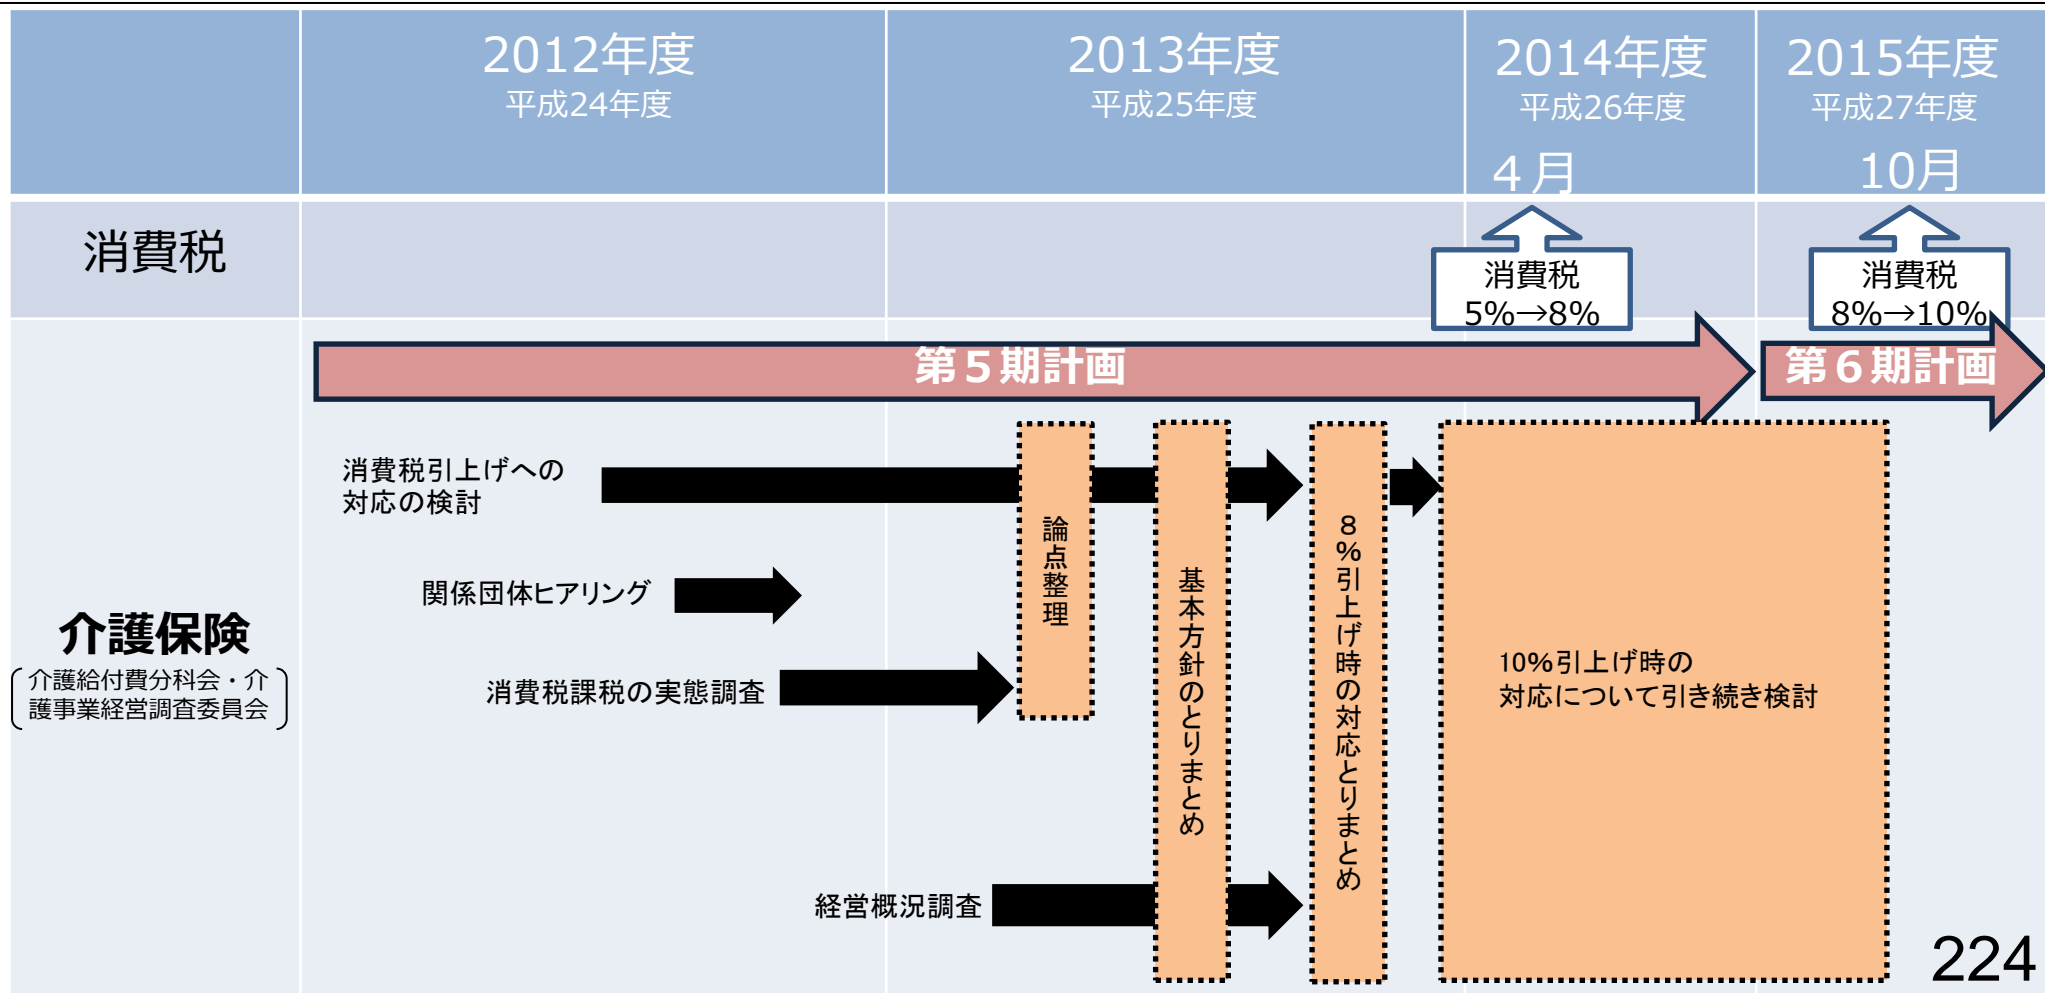 2012年度
平成24年度
2013年度
平成25年度
2014年度
平成26年度
4月
2015年度
平成27年度
10月
消費税
消費税
5%→8%
消費税
8%→10%
第5期計画
第6期計画
介護保険
介護給付費分科会・介
護事業経営調査委員会
消費税引上げへの
対応の検討
関係団体ヒアリング
消費税課税の実態調査
経営概況調査
論点整理
基本方針のとりまとめ
8%引上げ時の対応とりまとめ
10%引上げ時の
対応について引き続き検討
224